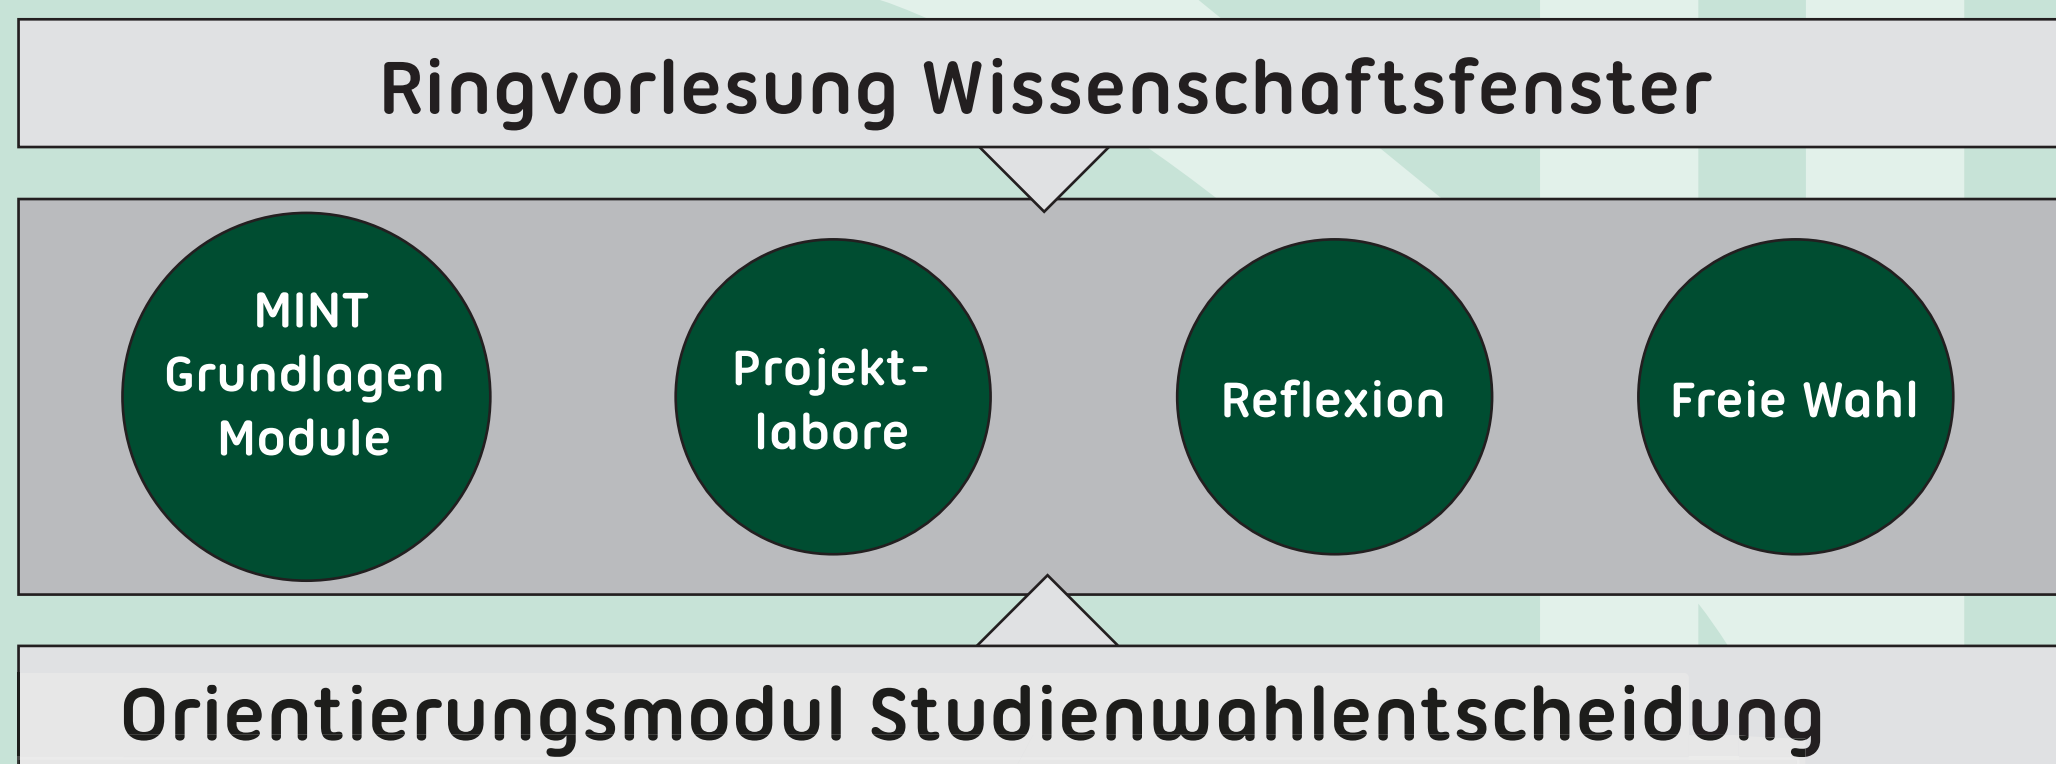 Ringvorlesung Wissenschaftsfenster
MINT
Grundlagen
Module
Projekt-
labore
Reflexion
Freie Wahl
Orientierungsmodul Studienwahlentscheidung